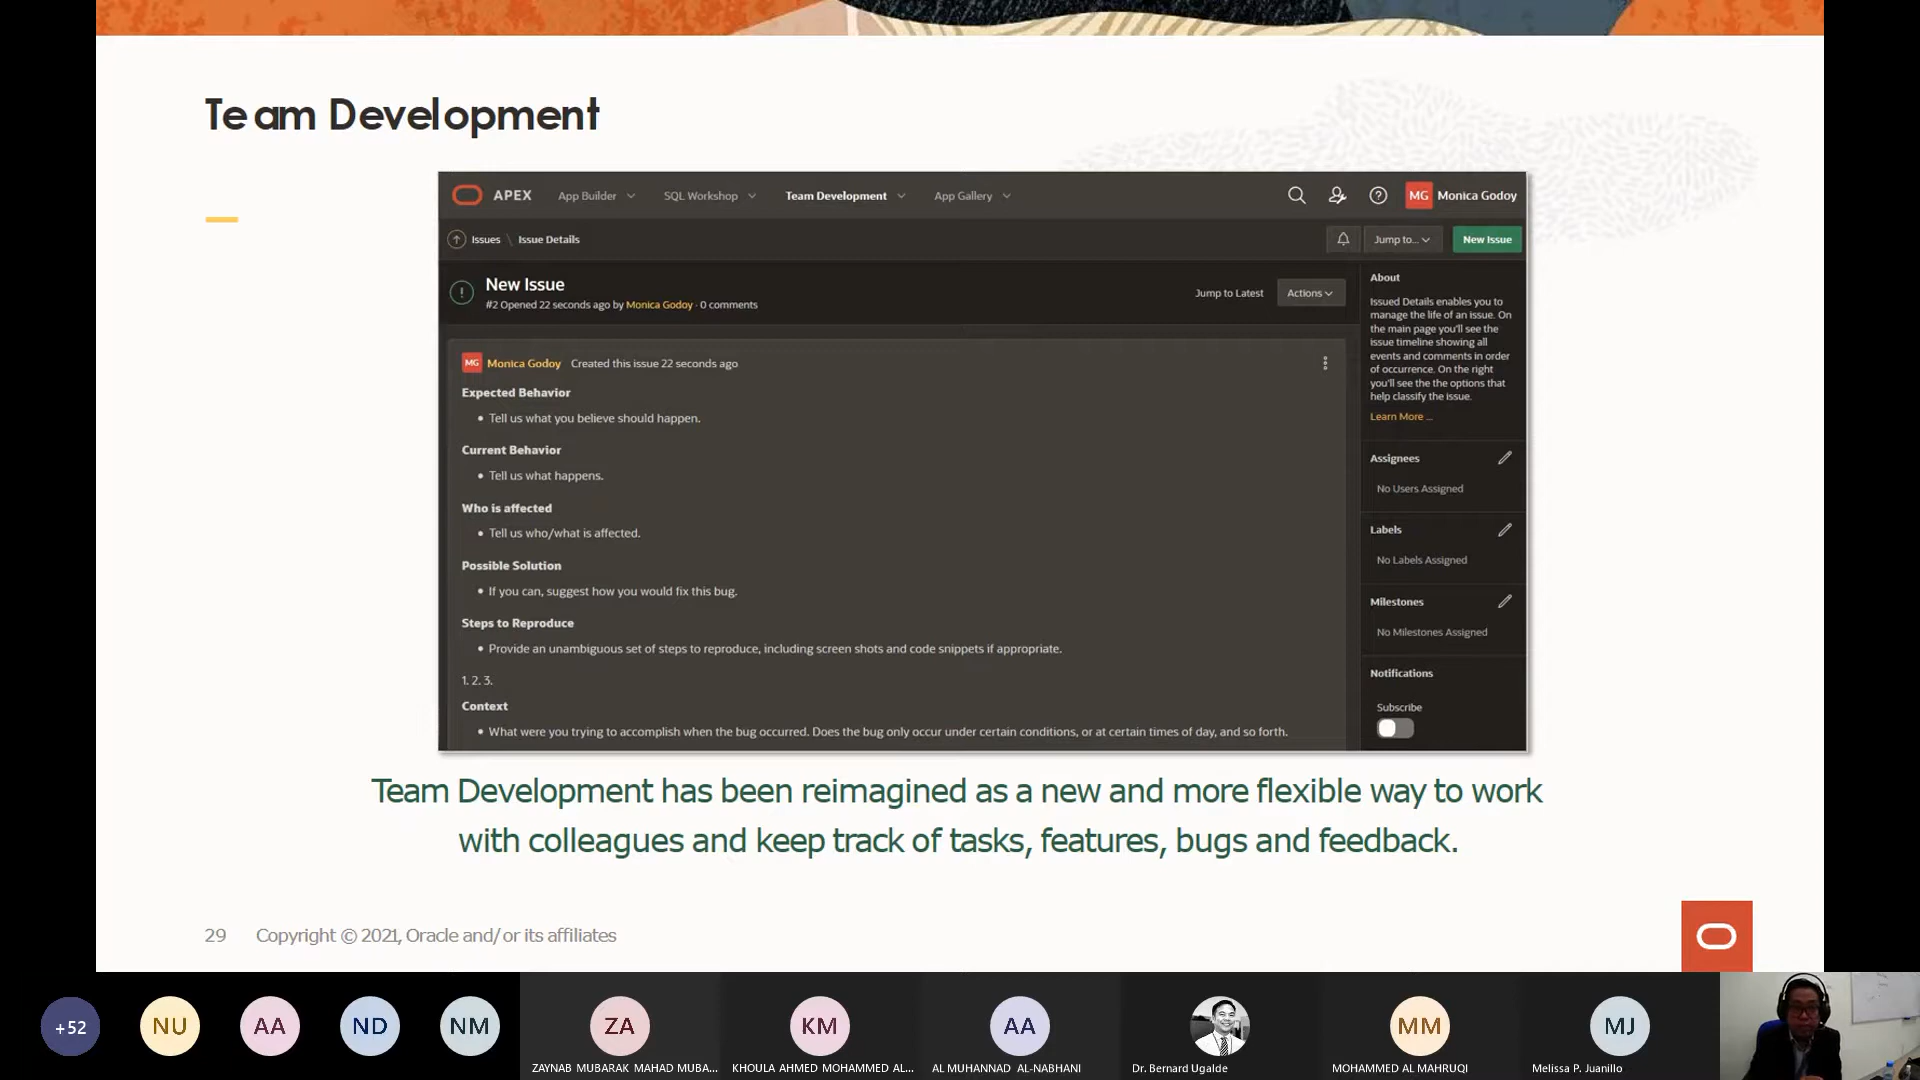 Team Development
APEX App Builder SQL Workshop Team Development App Gallery MG Monica Godoy
Issues \ Issue Details Jump to... New Issue
New Issue
#2 Opened 22 seconds ago by Monica Godoy · 0 comments
Jump to Latest Actions
MG Monica Godoy Created this issue 22 seconds ago
Expected Behavior
• Tell us what you believe should happen.
Current Behavior
• Tell us what happens.
Who is affected
• Tell us who/what is affected.
Possible Solution
• If you can, suggest how you would fix this bug.
Steps to Reproduce
• Provide an unambiguous set of steps to reproduce, including screen shots and code snippets if appropriate.
1. 2. 3.
Context
• What were you trying to accomplish when the bug occurred. Does the bug only occur under certain conditions, or at certain times of day, and so forth.
About
Issued Details enables you to
manage the life of an issue. On
the main page you'll see the
issue timeline showing all
events and comments in order
of occurrence. On the right
you'll see the the options that
help classify the issue.
Learn More ...
Assignees
No Users Assigned
Labels
No Labels Assigned
Milestones
No Milestones Assigned
Notifications
Subscribe
Team Development has been reimagined as a new and more flexible way to work
with colleagues and keep track of tasks, features, bugs and feedback.
29 Copyright © 2021, Oracle and/or its affiliates
+52 NU AA ND NM ZA KM AA MM MJ
ZAYNAB MUBARAK MAHAD MUBA... KHOULA AHMED MOHAMMED AL... AL MUHANNAD AL-NABHANI Dr. Bernard Ugalde MOHAMMED AL MAHRUQI Melissa P. Juanillo